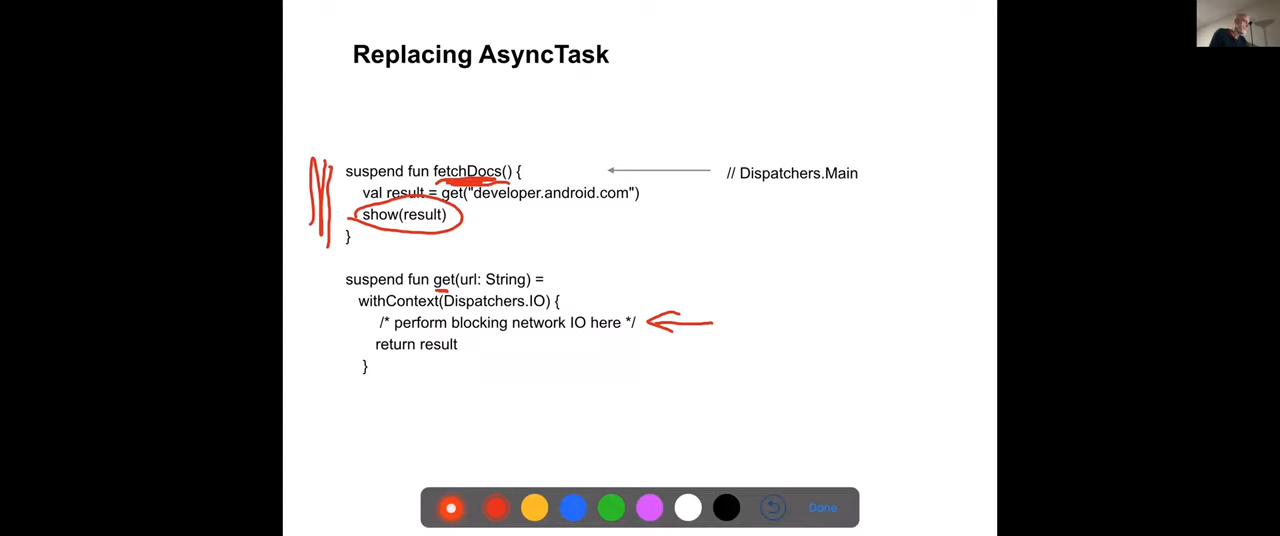 Replacing AsyncTask
suspend fun fetchDocs() {
// Dispatchers.Main
val result = get("developer.android.com")
show(result)
}
suspend fun get(url: String) =
withContext(Dispatchers.IO) {
/* perform blocking network IO here */
return result
}
Done